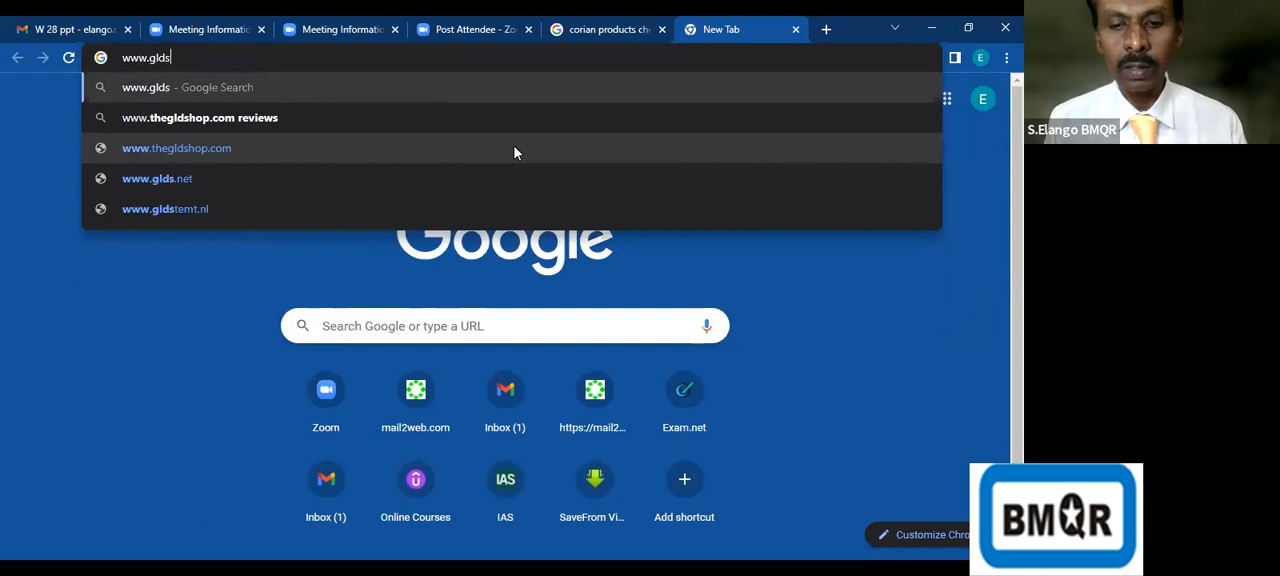 W 28 ppt - elango
Meeting Informatic
Meeting Informatic
Post Attendee - Zo
corian products ch
New Tab
www.glds
E
www.glds - Google Search
www.thegldshop.com reviews
www.thegldshop.com
www.glds.net
www.gldstemt.nl
E
S.Elango BMQR
Google
Search Google or type a URL
Zoom
mail2web.com
Inbox (1)
https://mail2...
Exam.net
IAS
Inbox (1)
Online Courses
IAS
SaveFrom Vi...
Add shortcut
Customize Chro
BMQR